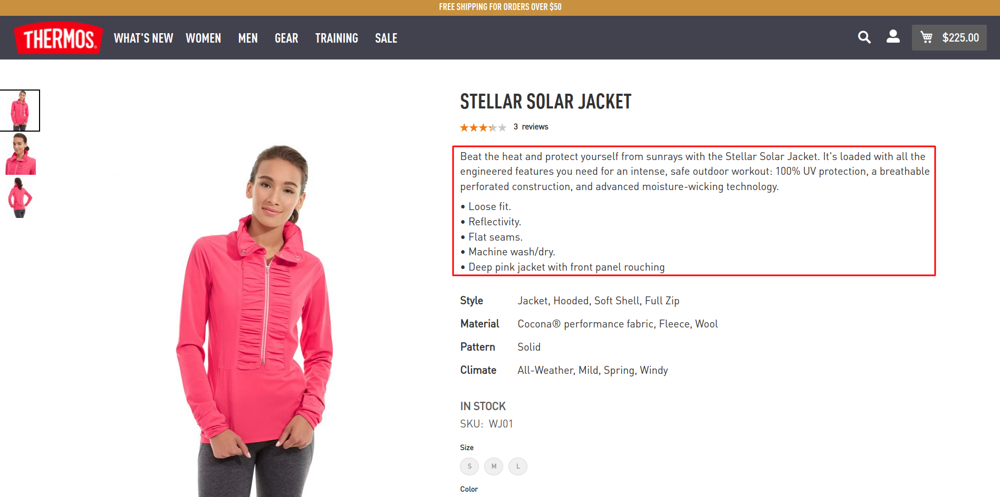 FREE SHIPPING FOR ORDERS OVER $50
THERMOS®
WHAT'S NEW WOMEN MEN GEAR TRAINING SALE
$225.00
STELLAR SOLAR JACKET
3 reviews
Beat the heat and protect yourself from sunrays with the Stellar Solar Jacket. It's loaded with all the
engineered features you need for an intense, safe outdoor workout: 100% UV protection, a breathable
perforated construction, and advanced moisture-wicking technology.
• Loose fit.
• Reflectivity.
• Flat seams.
• Machine wash/dry.
• Deep pink jacket with front panel rouching
Style Jacket, Hooded, Soft Shell, Full Zip
Material Cocona® performance fabric, Fleece, Wool
Pattern Solid
Climate All-Weather, Mild, Spring, Windy
IN STOCK
SKU: WJ01
Size
S M L
Color